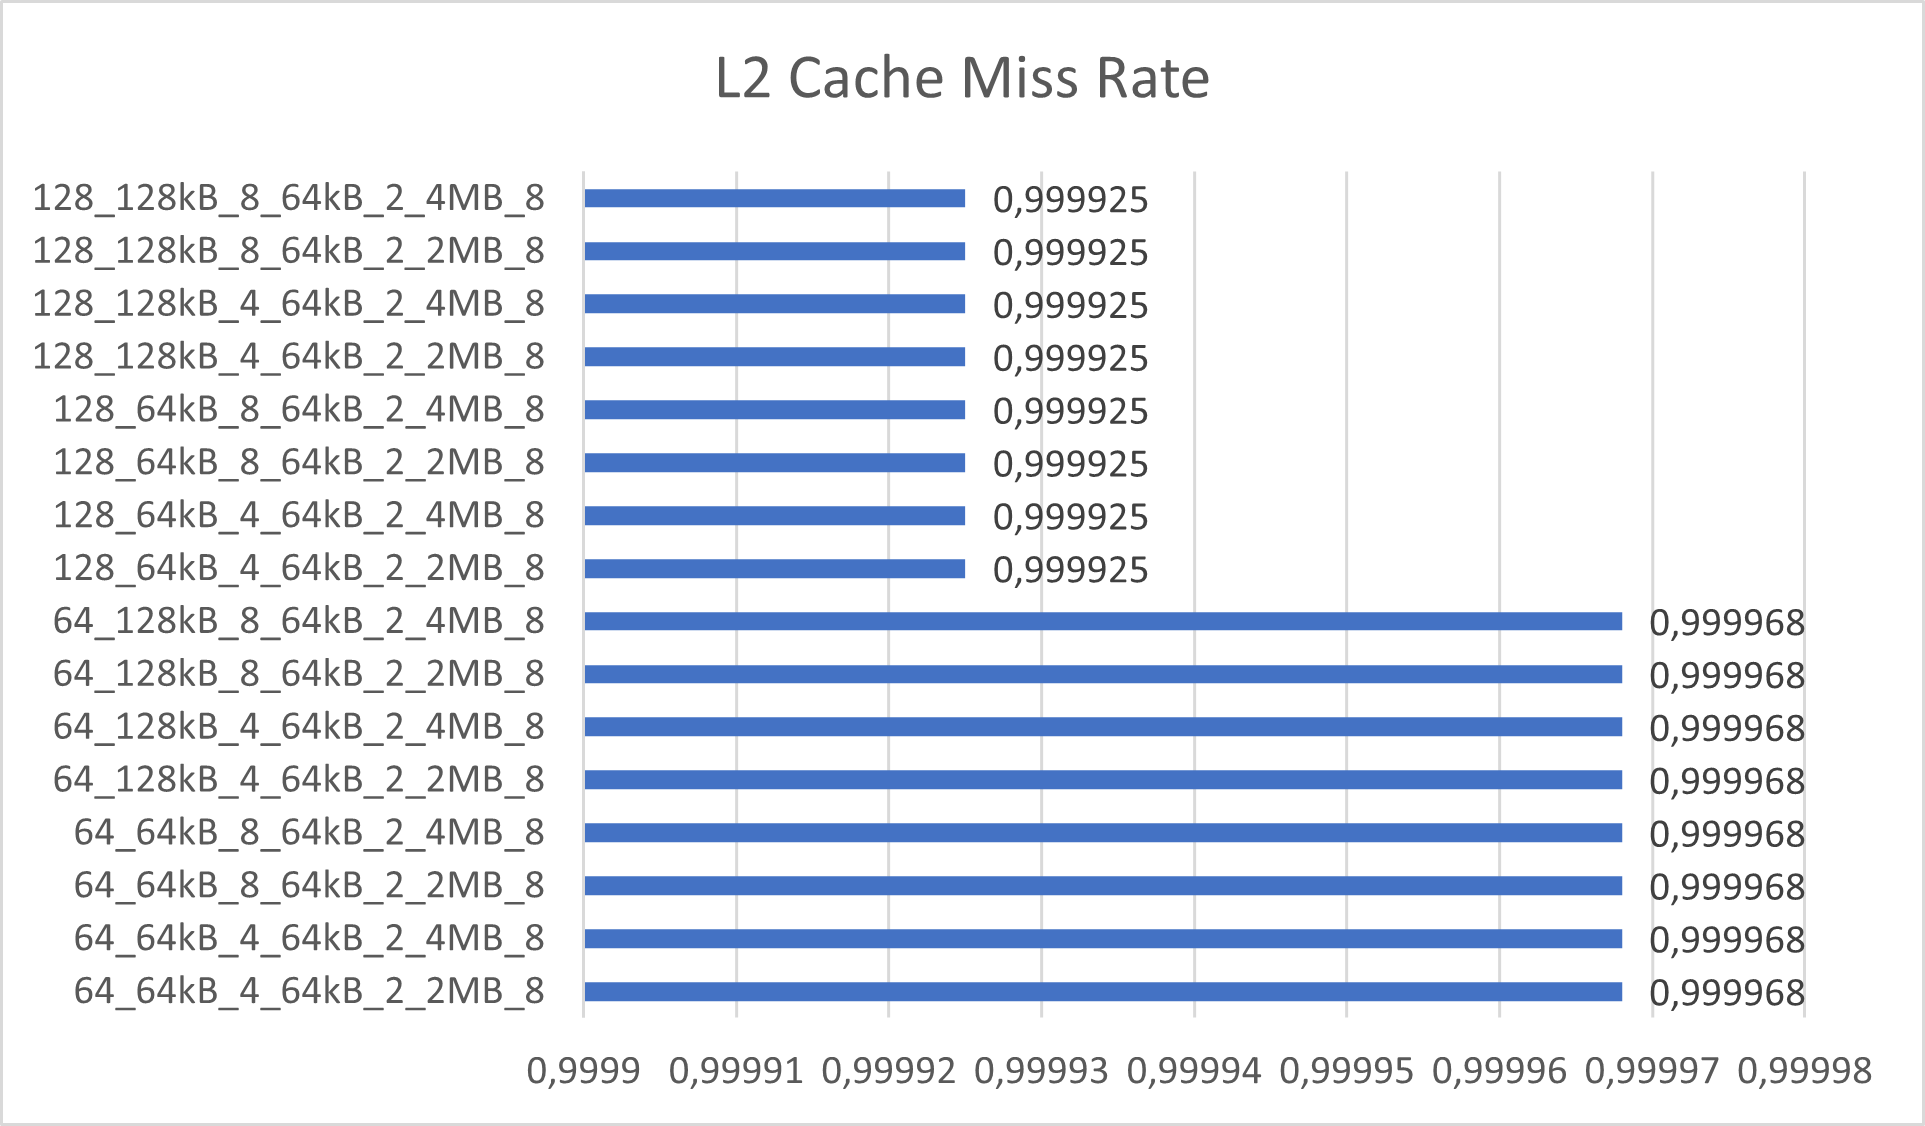 L2 Cache Miss Rate
128_128kB_8_64kB_2_4MB_8 0,999925
128_128kB_8_64kB_2_2MB_8 0,999925
128_128kB_4_64kB_2_4MB_8 0,999925
128_128kB_4_64kB_2_2MB_8 0,999925
128_64kB_8_64kB_2_4MB_8 0,999925
128_64kB_8_64kB_2_2MB_8 0,999925
128_64kB_4_64kB_2_4MB_8 0,999925
128_64kB_4_64kB_2_2MB_8 0,999925
64_128kB_8_64kB_2_4MB_8 0,999968
64_128kB_8_64kB_2_2MB_8 0,999968
64_128kB_4_64kB_2_4MB_8 0,999968
64_128kB_4_64kB_2_2MB_8 0,999968
64_64kB_8_64kB_2_4MB_8 0,999968
64_64kB_8_64kB_2_2MB_8 0,999968
64_64kB_4_64kB_2_4MB_8 0,999968
64_64kB_4_64kB_2_2MB_8 0,999968
0,9999 0,99991 0,99992 0,99993 0,99994 0,99995 0,99996 0,99997 0,99998